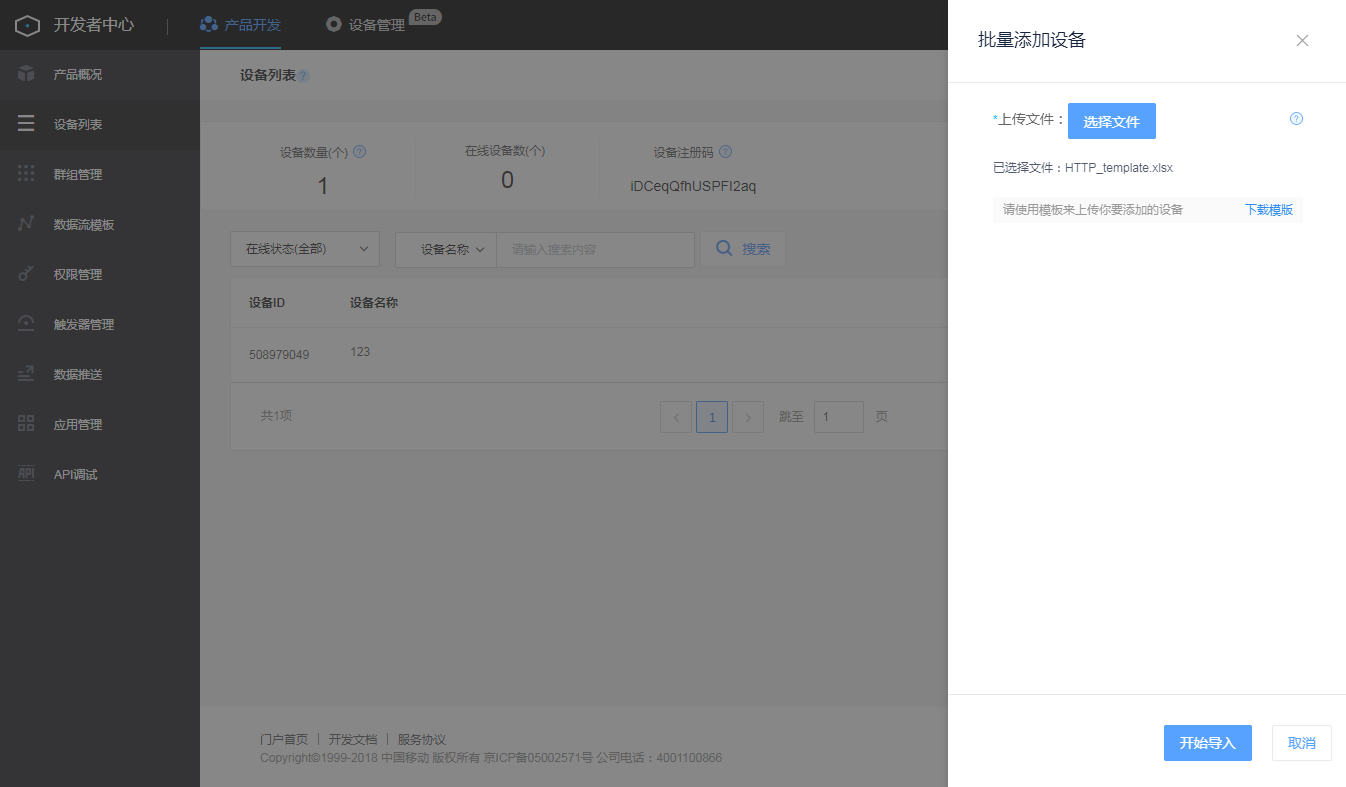 开发者中心
产品开发
设备管理
Beta
产品概况
设备列表
群组管理
数据流模板
权限管理
触发器管理
数据推送
应用管理
API调试
设备列表
设备数量(个)
1
在线设备数(个)
0
设备注册码
iDCeqQfhUSPFI2aq
在线状态(全部)
设备名称
请输入搜索内容
搜索
设备ID 设备名称
508979049 123
共1项
1
跳至 1 页
门户首页 | 开发文档 | 服务协议
Copyright©1999-2018 中国移动 版权所有 京ICP备05002571号 公司电话：4001100866
批量添加设备
*上传文件： 选择文件
已选择文件：HTTP_template.xlsx
请使用模板来上传你要添加的设备 下载模版
开始导入 取消